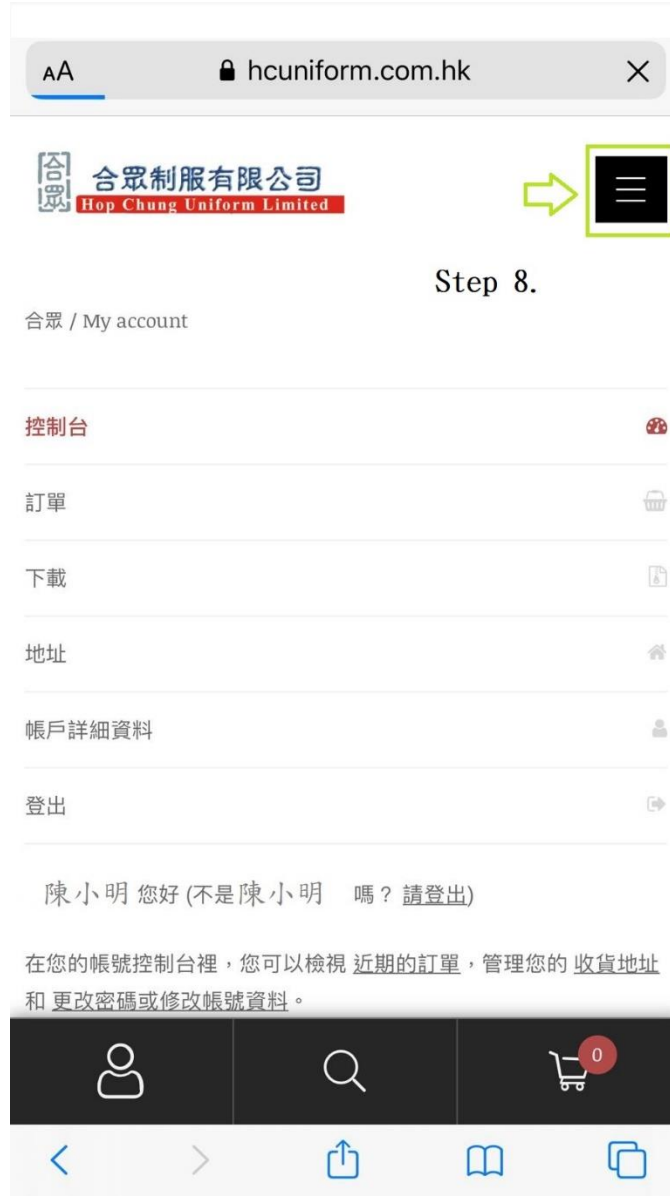 AA hcuniform.com.hk
合眾 合眾制服有限公司
Hop Chung Uniform Limited
Step 8.
合眾 / My account
控制台
訂單
下載
地址
帳戶詳細資料
登出
陳小明 您好 (不是陳小明 嗎? 請登出)
在您的帳號控制台裡,您可以檢視 近期的訂單,管理您的 收貨地址
和 更改密碼或修改帳號資料。
0